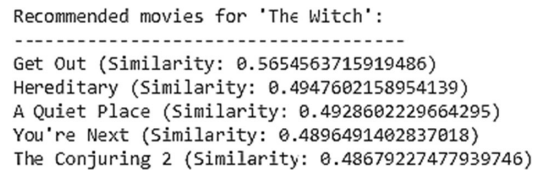 Recommended movies for 'The Witch':
-----------------------------------
Get Out (Similarity: 0.5654563715919486)
Hereditary (Similarity: 0.4947602158954139)
A Quiet Place (Similarity: 0.4928602229664295)
You're Next (Similarity: 0.4896491402837018)
The Conjuring 2 (Similarity: 0.48679227477939746)